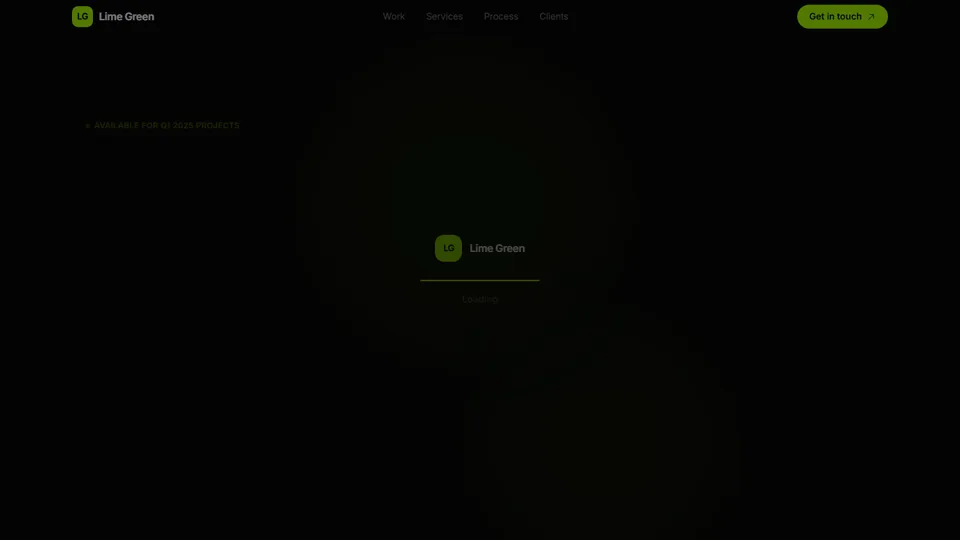 LG Lime Green
Work Services Process Clients
Get in touch
AVAILABLE FOR Q1 2025 PROJECTS
LG Lime Green
Loading